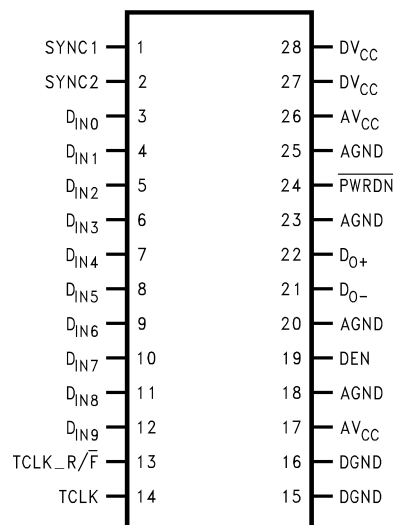 SYNC1 1 28 DVCC
SYNC2 2 27 DVCC
DIN0 3 26 AVCC
DIN1 4 25 AGND
DIN2 5 24 P̅W̅R̅D̅N̅
DIN3 6 23 AGND
DIN4 7 22 DO+
DIN5 8 21 DO−
DIN6 9 20 AGND
DIN7 10 19 DEN
DIN8 11 18 AGND
DIN9 12 17 AVCC
TCLK_R/F̅ 13 16 DGND
TCLK 14 15 DGND